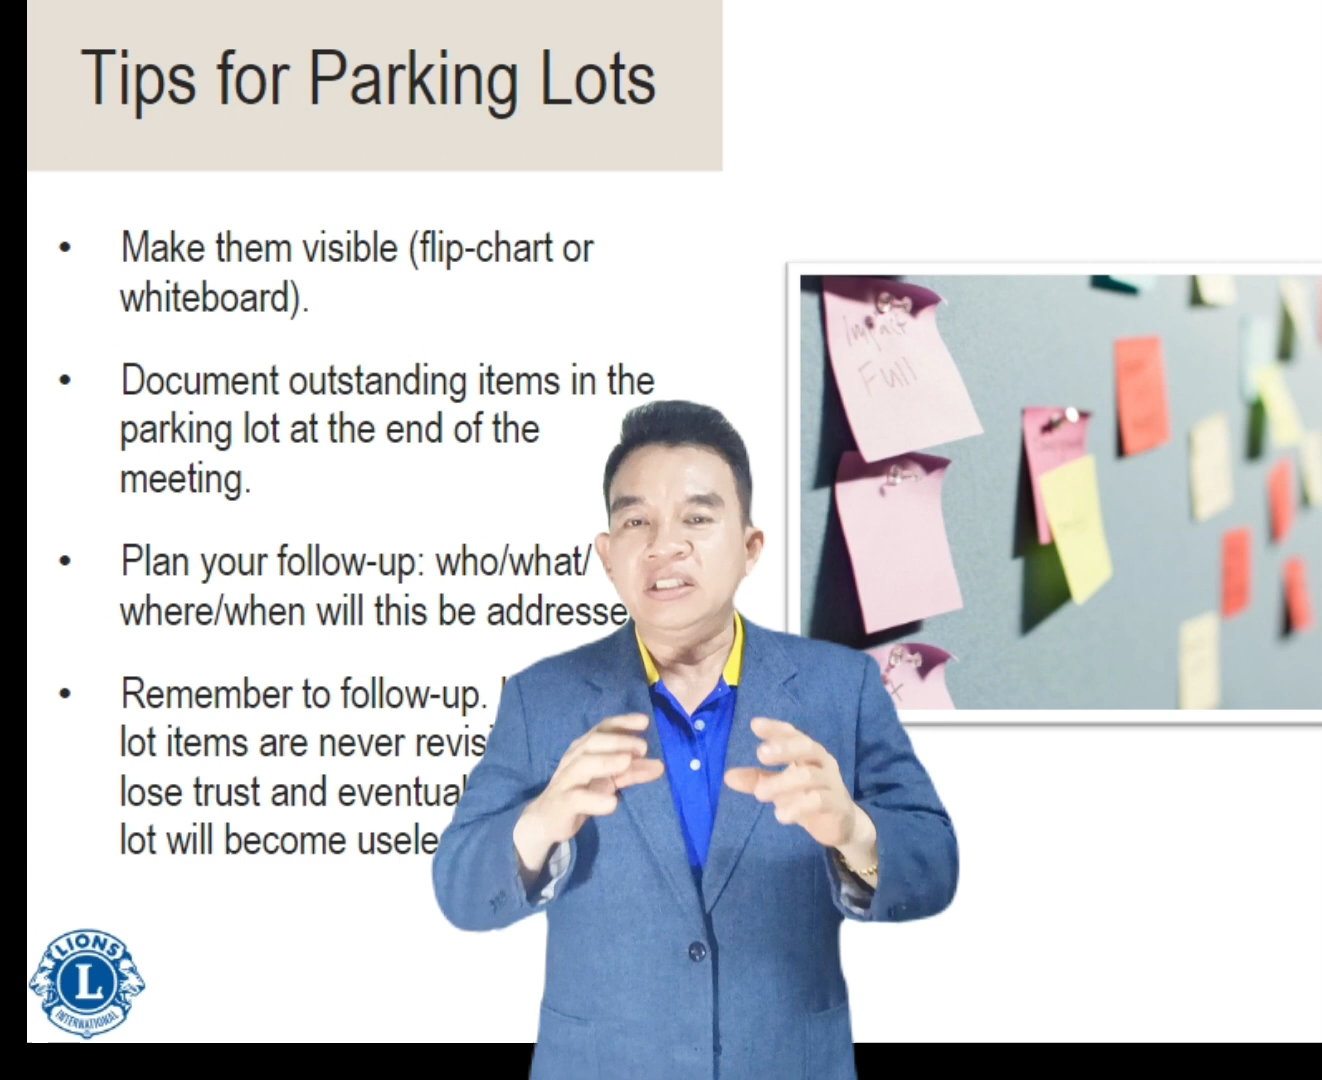 Tips for Parking Lots
• Make them visible (flip-chart or
whiteboard).
• Document outstanding items in the
parking lot at the end of the
meeting.
• Plan your follow-up: who/what/
where/when will this be addresse
• Remember to follow-up.
lot items are never revis
lose trust and eventual
lot will become usele
Impact
Full
LIONS
L
INTERNATIONAL